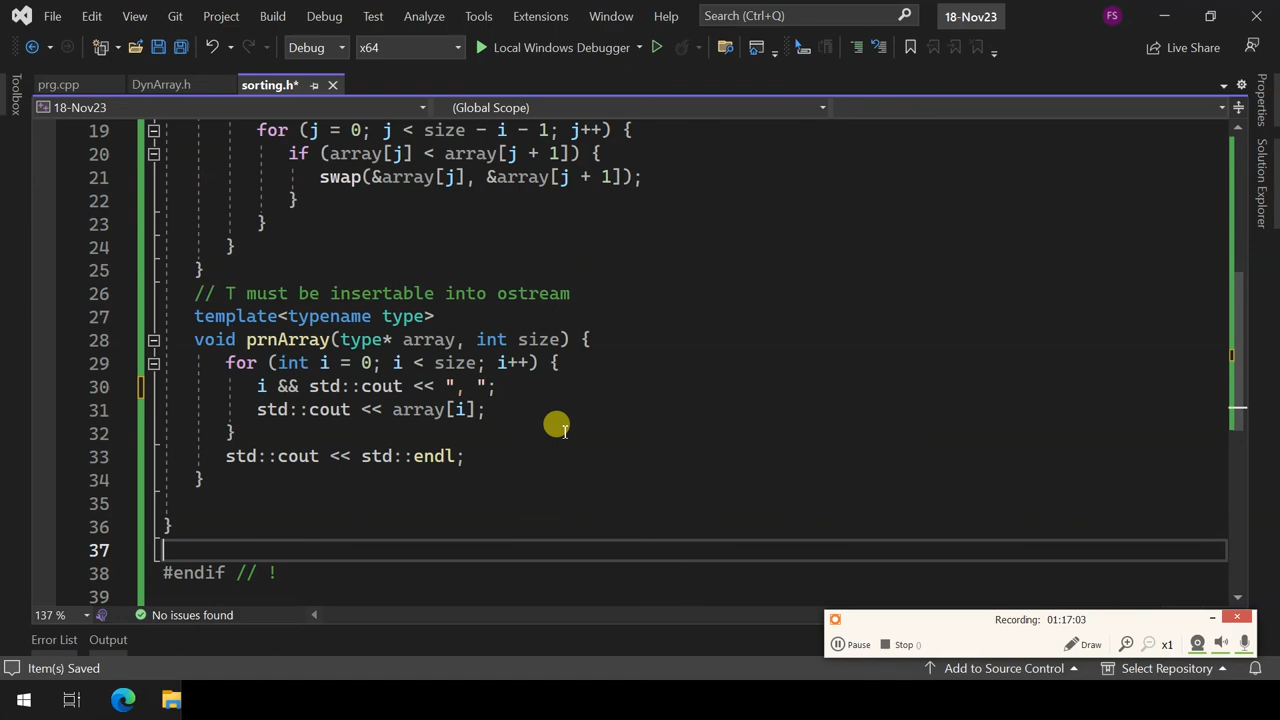 File Edit View Git Project Build Debug Test Analyze Tools Extensions Window Help Search (Ctrl+Q) 18-Nov23 FS
Debug x64 Local Windows Debugger Live Share
prg.cpp DynArray.h sorting.h*
18-Nov23 (Global Scope)
Toolbox
Properties
Solution Explorer
19 for (j = 0; j < size - i - 1; j++) {
20 if (array[j] < array[j + 1]) {
21 swap(&array[j], &array[j + 1]);
22 }
23 }
24 }
25 }
26 // T must be insertable into ostream
27 template<typename type>
28 void prnArray(type* array, int size) {
29 for (int i = 0; i < size; i++) {
30 i && std::cout << ", ";
31 std::cout << array[i];
32 }
33 std::cout << std::endl;
34 }
35
36 }
37
38 #endif // !
39
137 % No issues found
Recording: 01:17:03
Pause Stop () Draw x1
Error List Output
Item(s) Saved Add to Source Control Select Repository